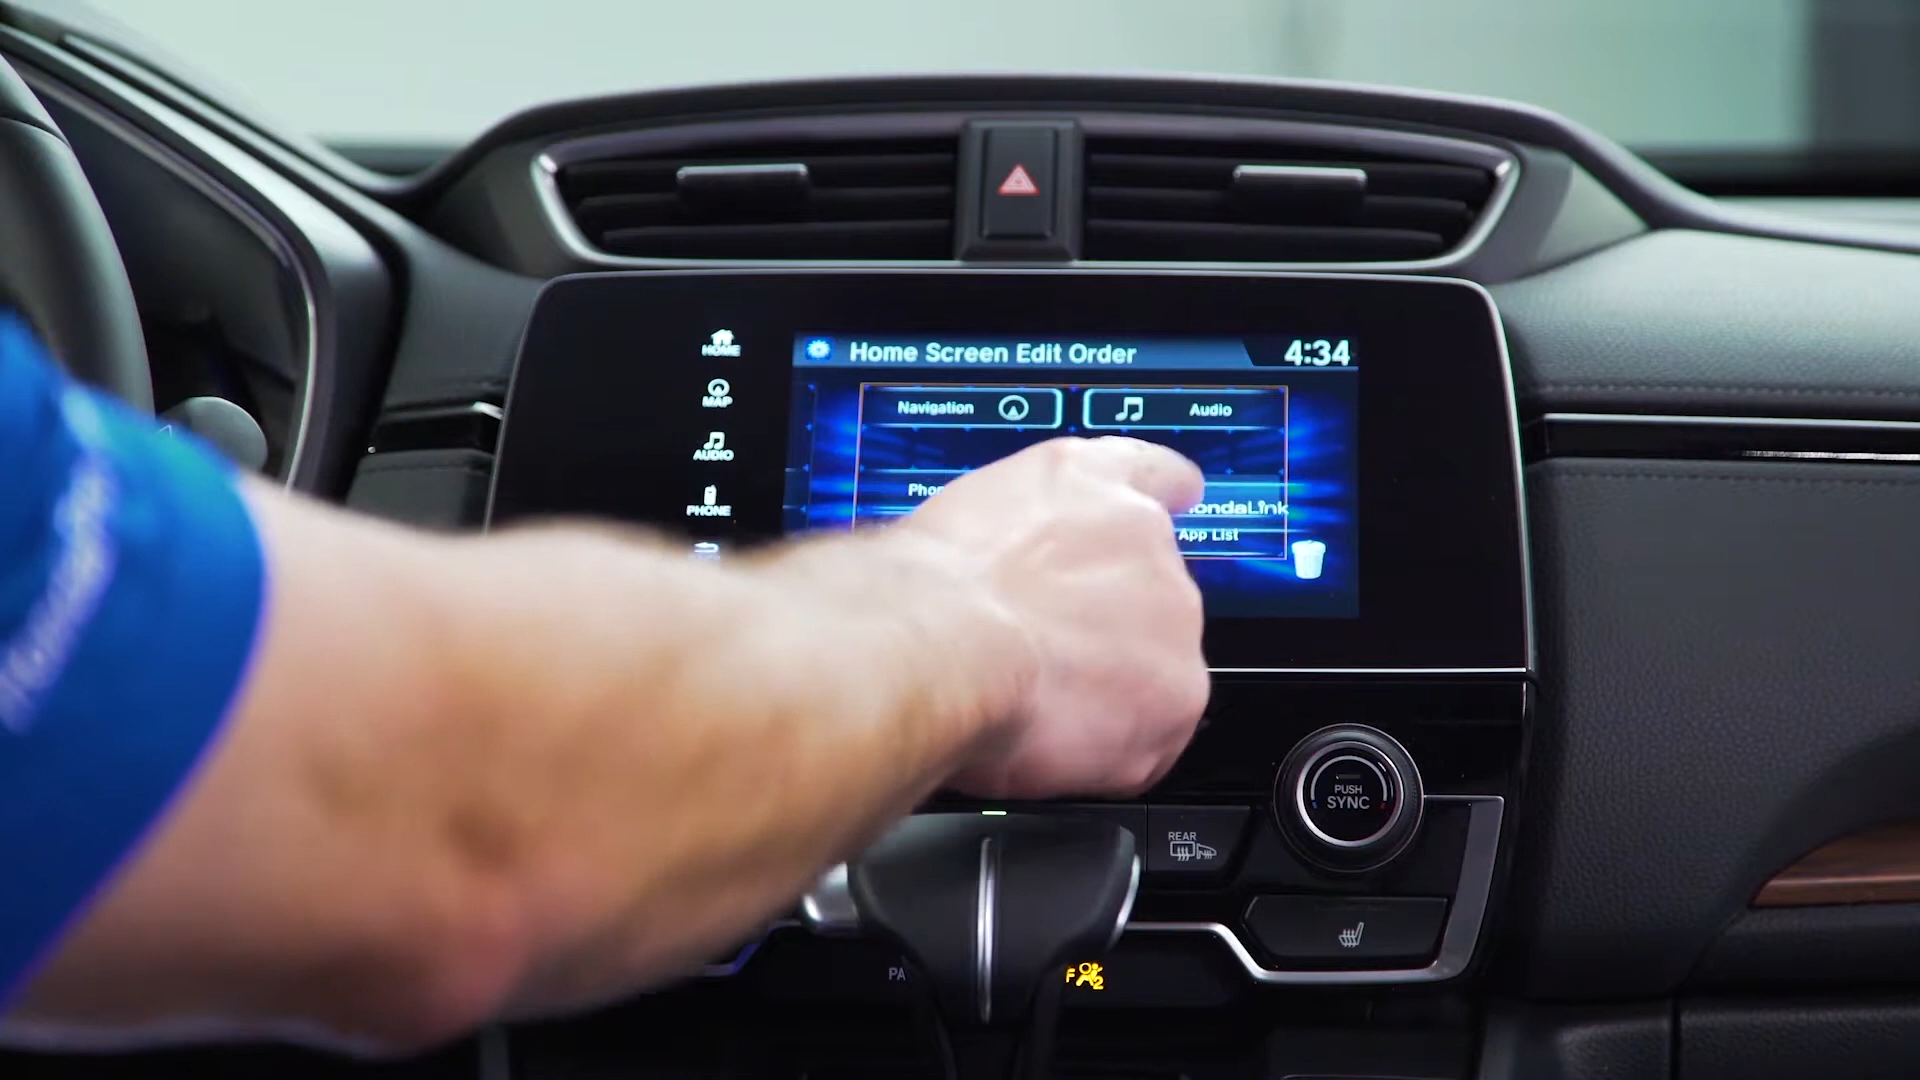 HOME
MAP
AUDIO
PHONE
Home Screen Edit Order
4:34
Navigation
Audio
App List
PUSH
SYNC
REAR